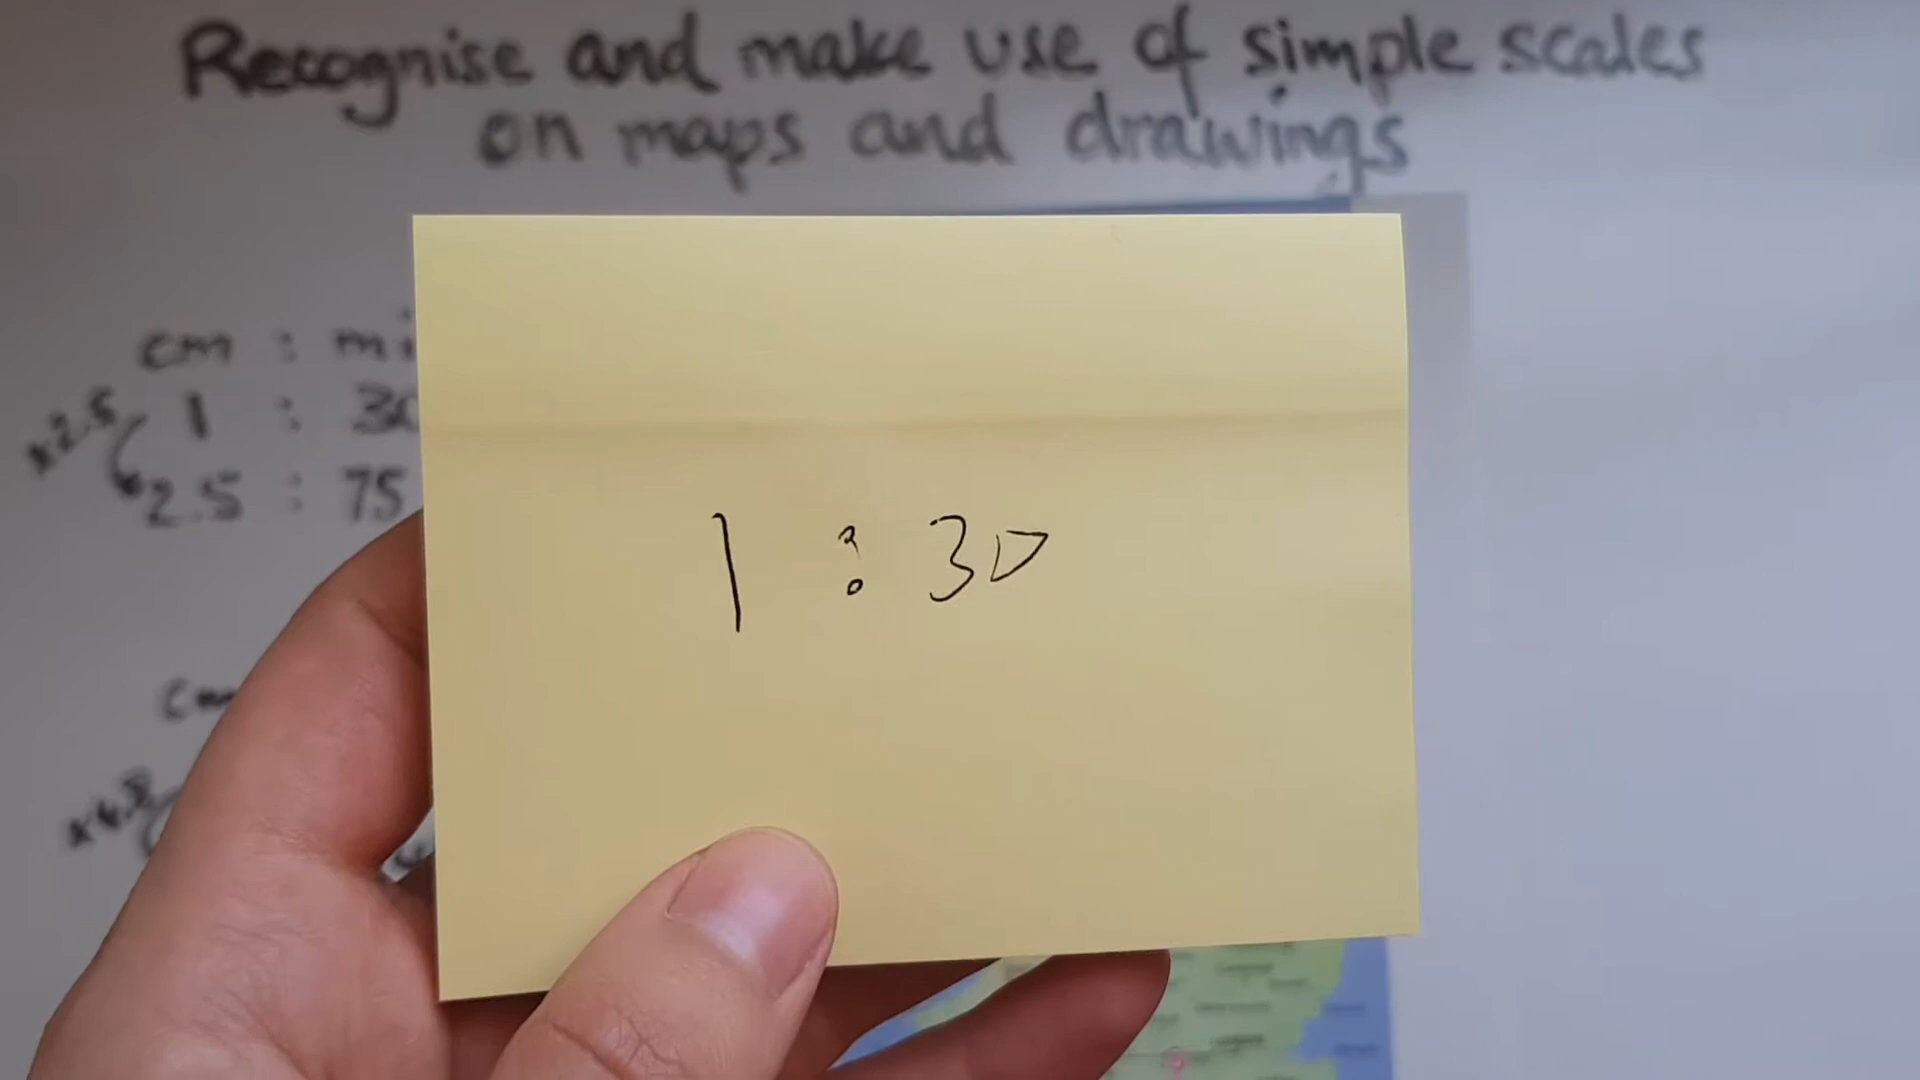 Recognise and make use of simple scales
on maps and drawings
cm : mi
x2.5 1 : 30
2.5 : 75
1 : 30